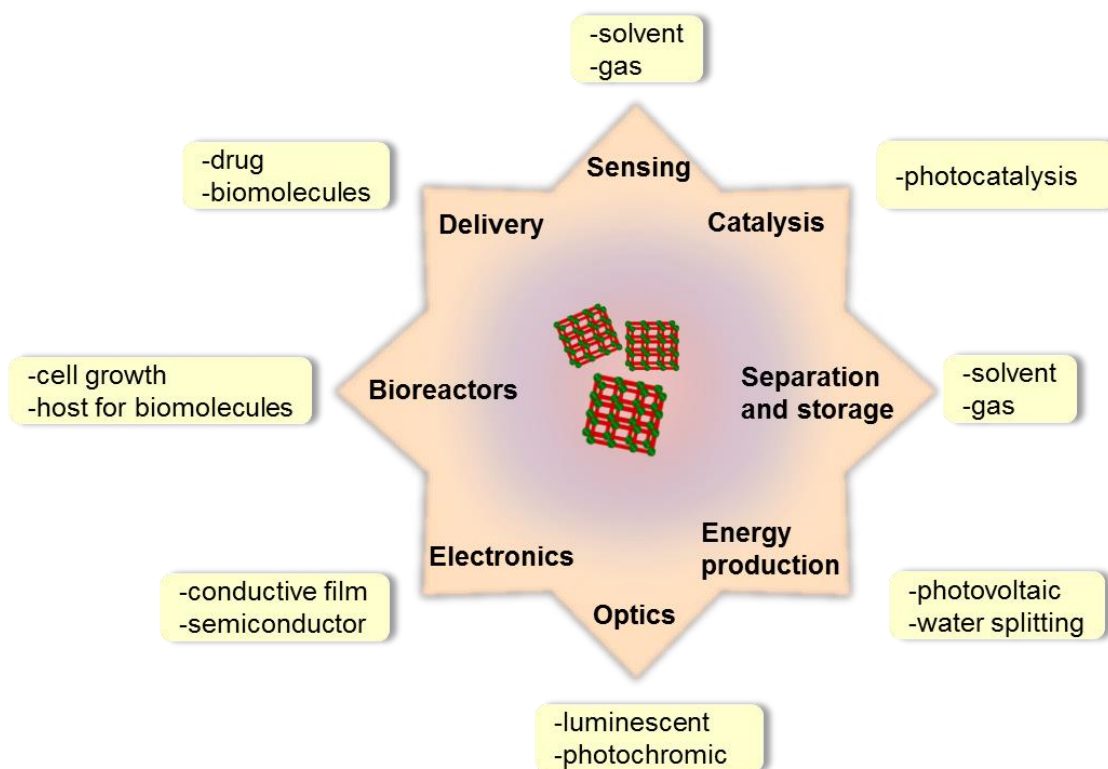 -solvent
-gas
Sensing
-drug
-biomolecules
Delivery
Catalysis
-photocatalysis
-cell growth
-host for biomolecules
Bioreactors
Separation
and storage
-solvent
-gas
Electronics
Energy
production
-conductive film
-semiconductor
Optics
-photovoltaic
-water splitting
-luminescent
-photochromic